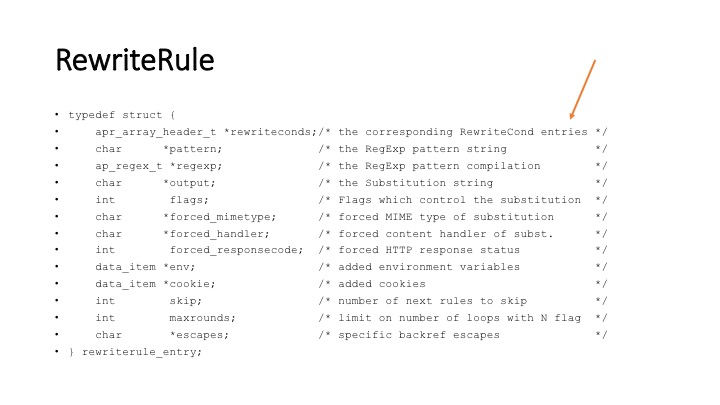 RewriteRule
• typedef struct {
•     apr_array_header_t *rewriteconds;/* the corresponding RewriteCond entries */
•     char      *pattern;              /* the RegExp pattern string             */
•     ap_regex_t *regexp;              /* the RegExp pattern compilation        */
•     char      *output;               /* the Substitution string               */
•     int        flags;                /* Flags which control the substitution  */
•     char      *forced_mimetype;      /* forced MIME type of substitution      */
•     char      *forced_handler;       /* forced content handler of subst.      */
•     int        forced_responsecode;  /* forced HTTP response status           */
•     data_item *env;                  /* added environment variables           */
•     data_item *cookie;               /* added cookies                         */
•     int        skip;                 /* number of next rules to skip          */
•     int        maxrounds;            /* limit on number of loops with N flag  */
•     char       *escapes;             /* specific backref escapes              */
• } rewriterule_entry;